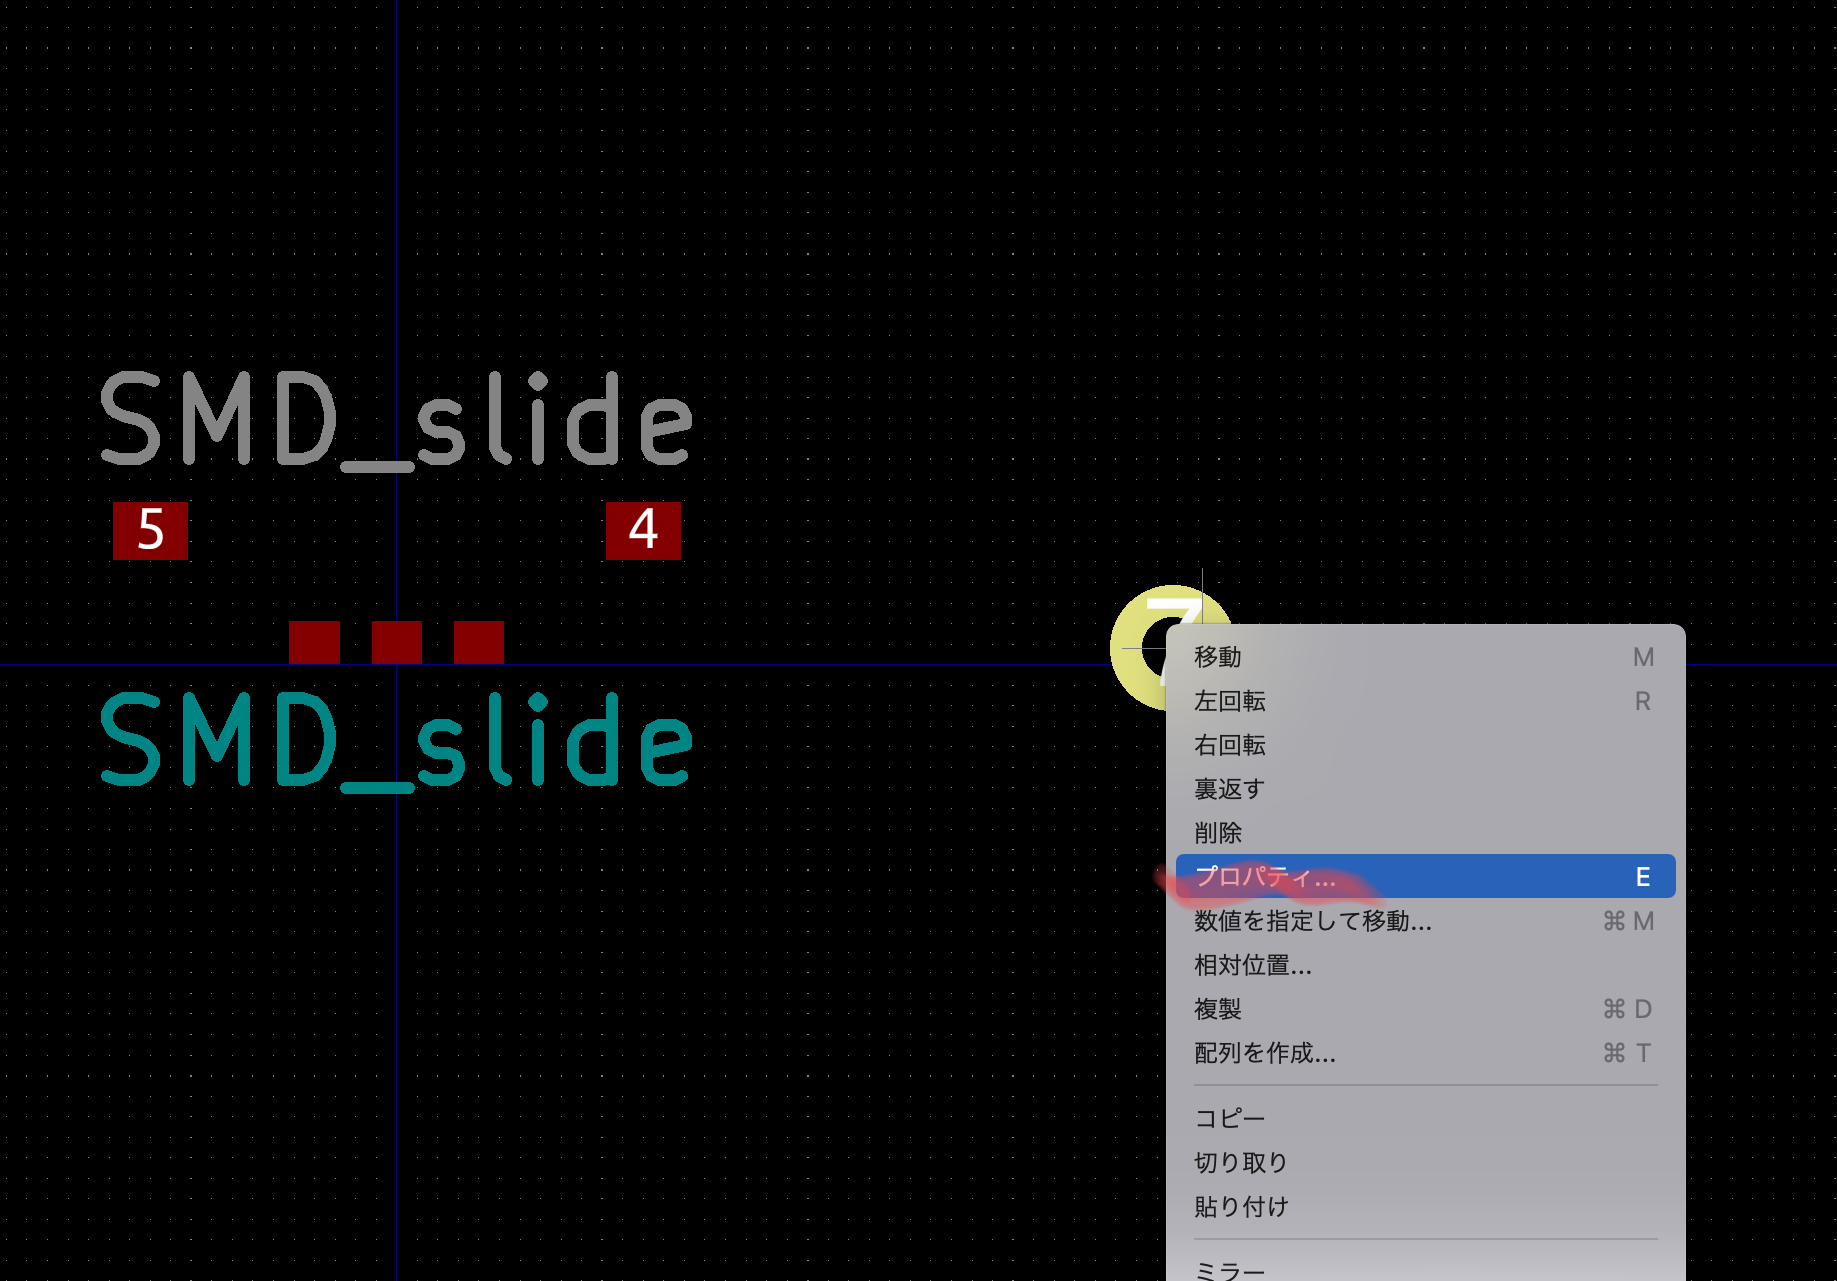 SMD_slide
5
4
7
SMD_slide
移動 M
左回転 R
右回転
裏返す
削除
プロパティ... E
数値を指定して移動... ⌘ M
相対位置...
複製 ⌘ D
配列を作成... ⌘ T
コピー
切り取り
貼り付け
ミラー